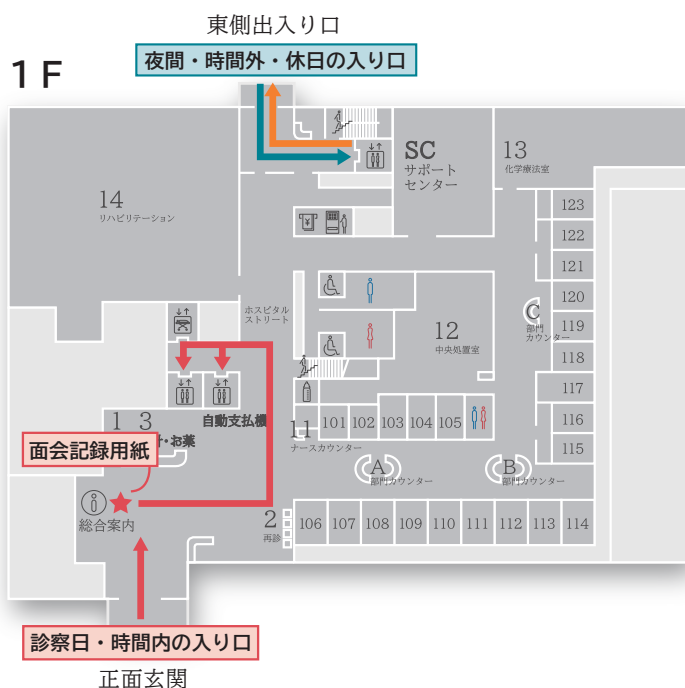 東側出入り口
夜間・時間外・休日の入り口
1F
SC
サポート
センター
13
化学療法室
14
リハビリテーション
123
122
121
120
119
118
117
116
115
C
部門
カウンター
ホスピタル
ストリート
12
中央処置室
1 3
自動支払機
・お薬
面会記録用紙
11
ナースカウンター
101
102
103
104
105
A
部門カウンター
B
部門カウンター
総合案内
2
再診
106
107
108
109
110
111
112
113
114
診察日・時間内の入り口
正面玄関